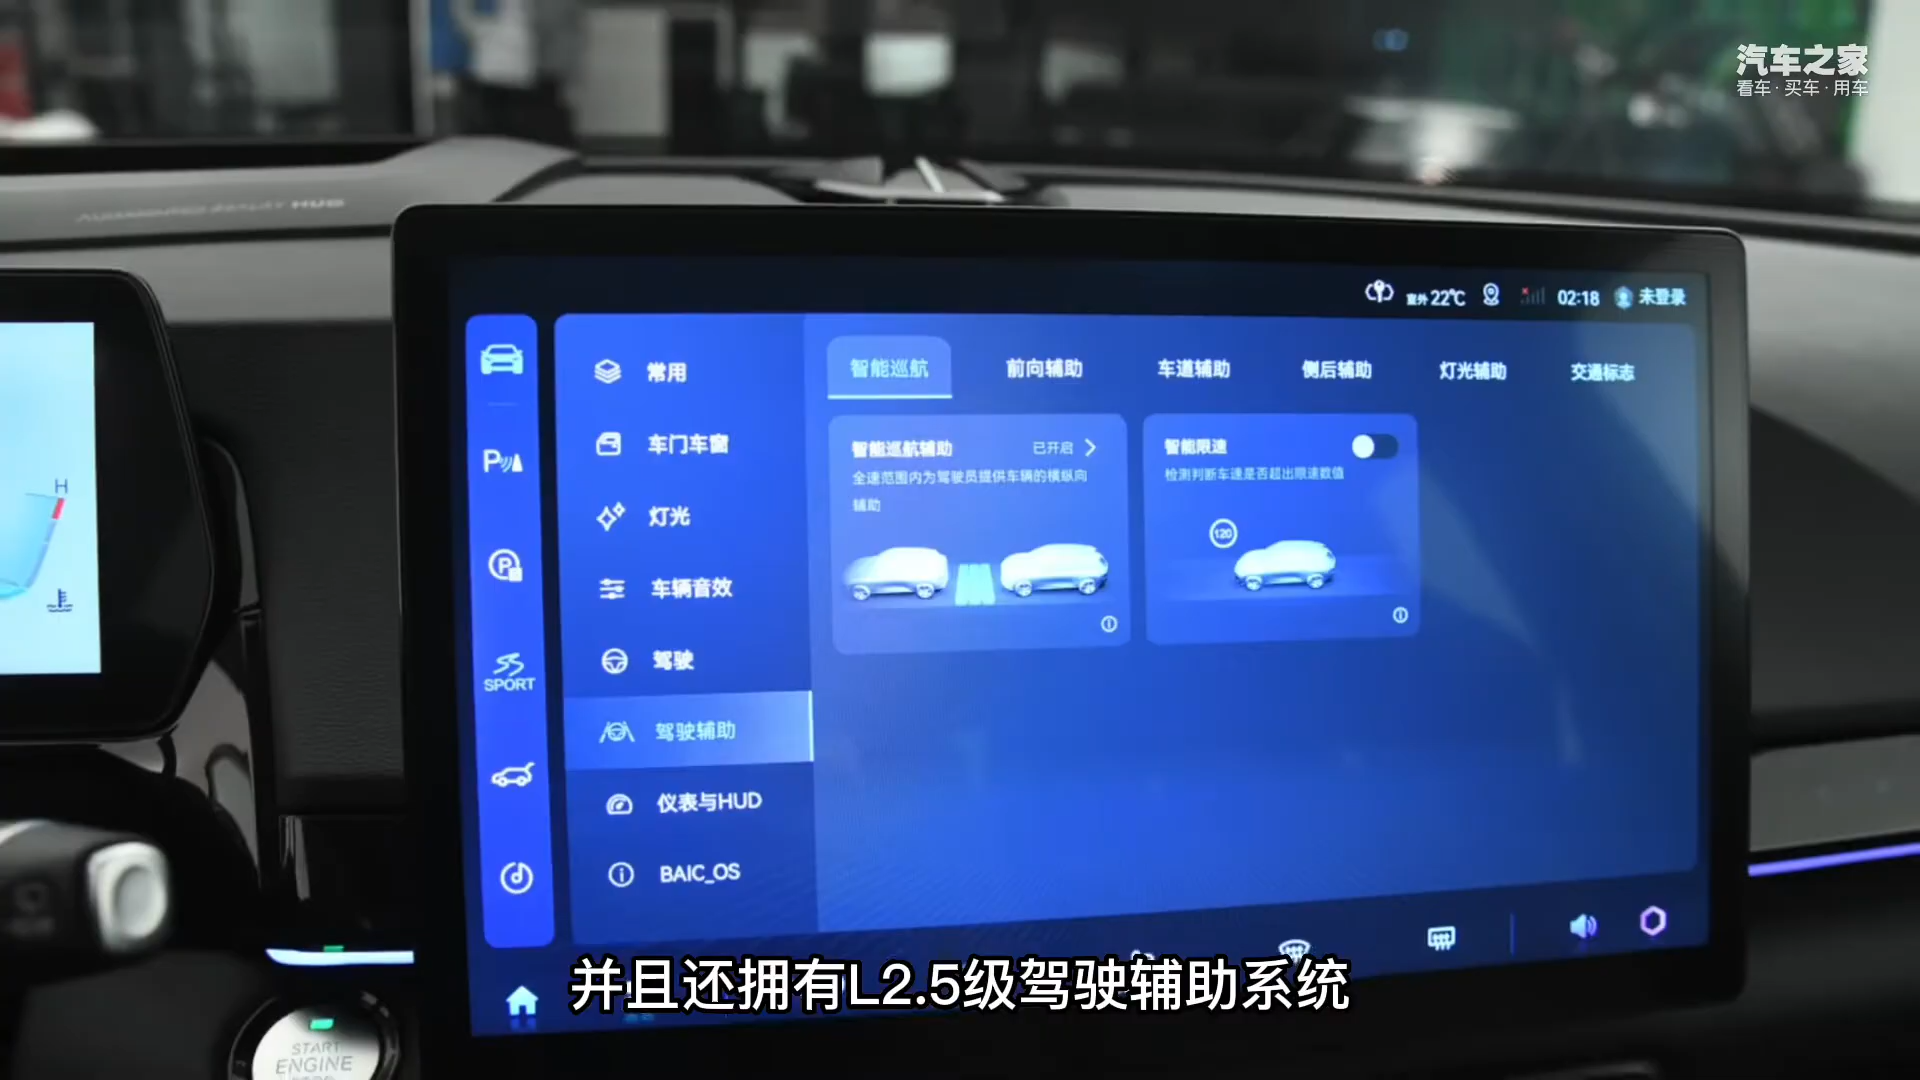 汽车之家
看车·买车·用车
HUD
室外22℃
02:18
未登录
常用
车门车窗
灯光
车辆音效
驾驶
驾驶辅助
仪表与HUD
BAIC_OS
SPORT
智能巡航
前向辅助
车道辅助
侧后辅助
灯光辅助
交通标志
智能巡航辅助
已开启
全速范围内为驾驶员提供车辆的横纵向
辅助
智能限速
检测判断车速是否超出限速数值
120
H
START
ENGINE
并且还拥有L2.5级驾驶辅助系统